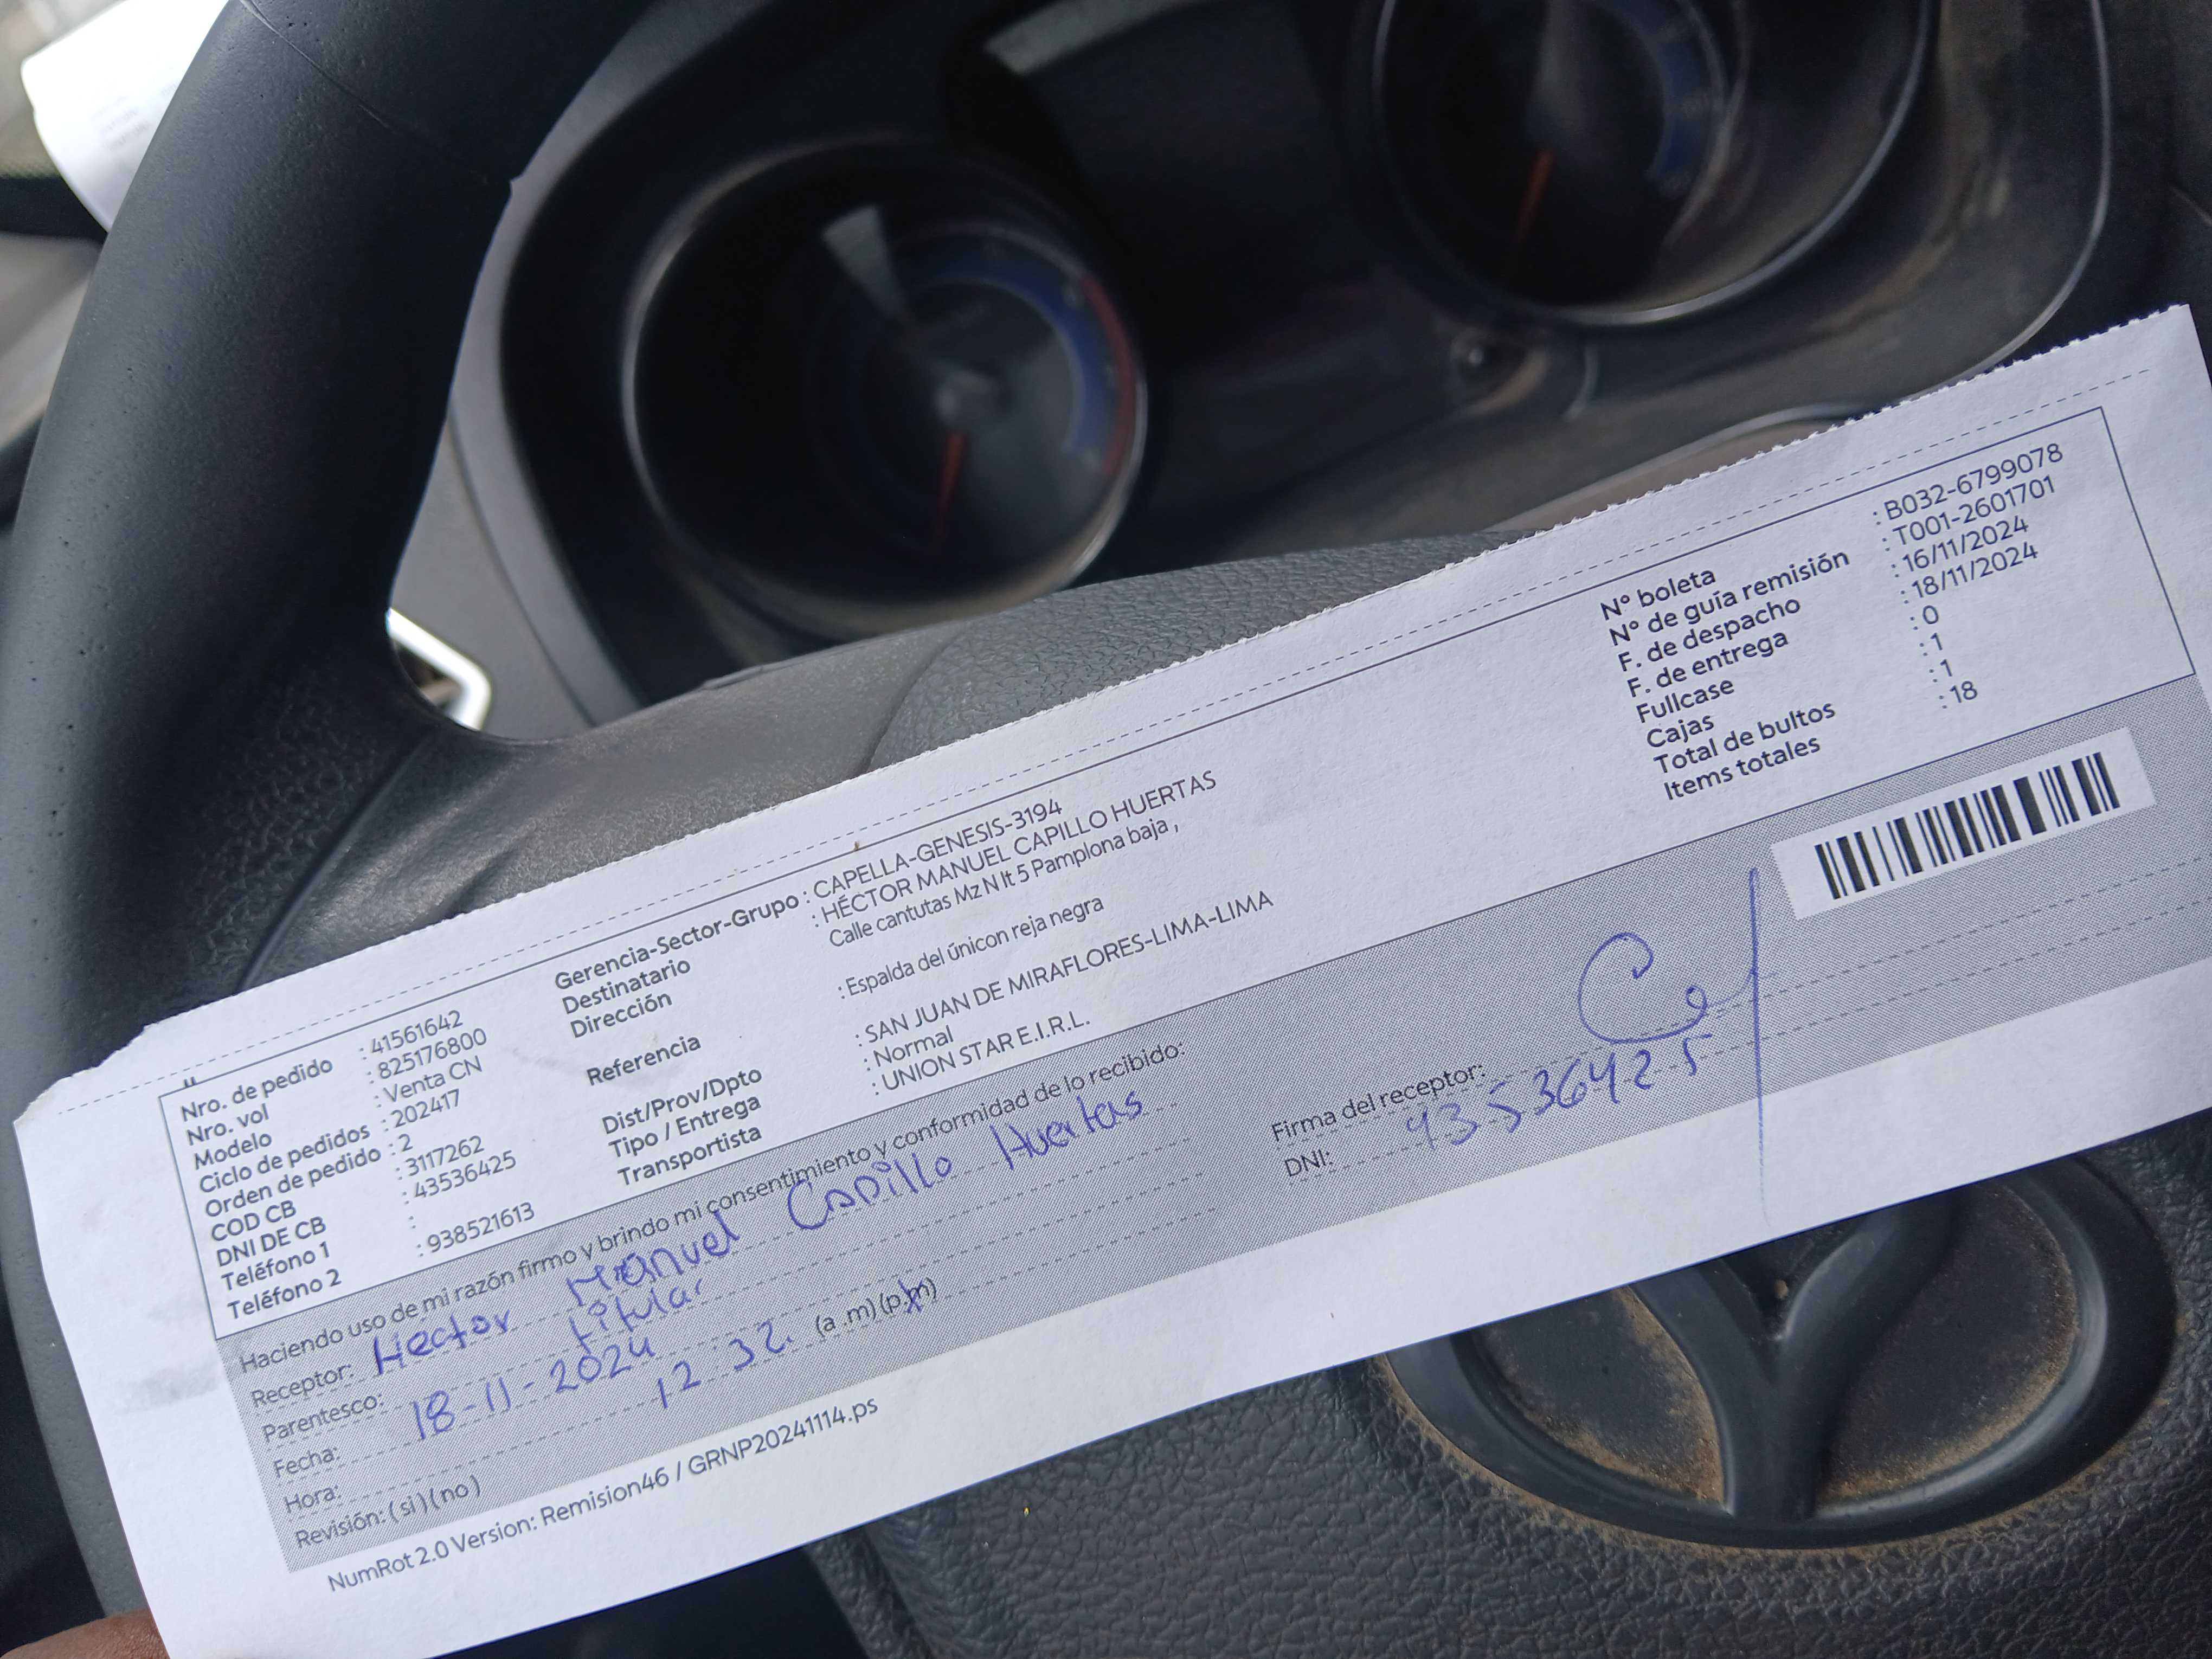 Nro. de pedido : 41561642
Nro. vol : 825176800
Modelo : Venta CN
Ciclo de pedidos : 202417
Orden de pedido : 2
COD CB : 3117262
DNI DE CB : 43536425
Teléfono 1 :
Teléfono 2 : 938521613
Gerencia-Sector-Grupo : CAPELLA-GENESIS-3194
Destinatario : HÉCTOR MANUEL CAPILLO HUERTAS
Dirección Calle cantutas Mz N lt 5 Pamplona baja ,
Referencia : Espalda del únicon reja negra
Dist/Prov/Dpto : SAN JUAN DE MIRAFLORES-LIMA-LIMA
Tipo / Entrega : Normal
Transportista : UNION STAR E.I.R.L.
N° boleta : B032-6799078
N° de guía remisión : T001-2601701
F. de despacho : 16/11/2024
F. de entrega : 18/11/2024
Fullcase : 0
Cajas : 1
Total de bultos : 1
Items totales : 18
Haciendo uso de mi razón firmo y brindo mi consentimiento y conformidad de lo recibido:
Receptor: Hector Manuel Capillo Huertas
Parentesco: titular
Fecha: 18-11-2024
Hora: 12:32. (a.m) (p.m)
Revisión: (si) (no)
Firma del receptor:
DNI: 43536425
NumRot 2.0 Version: Remision46 / GRNP20241114.ps